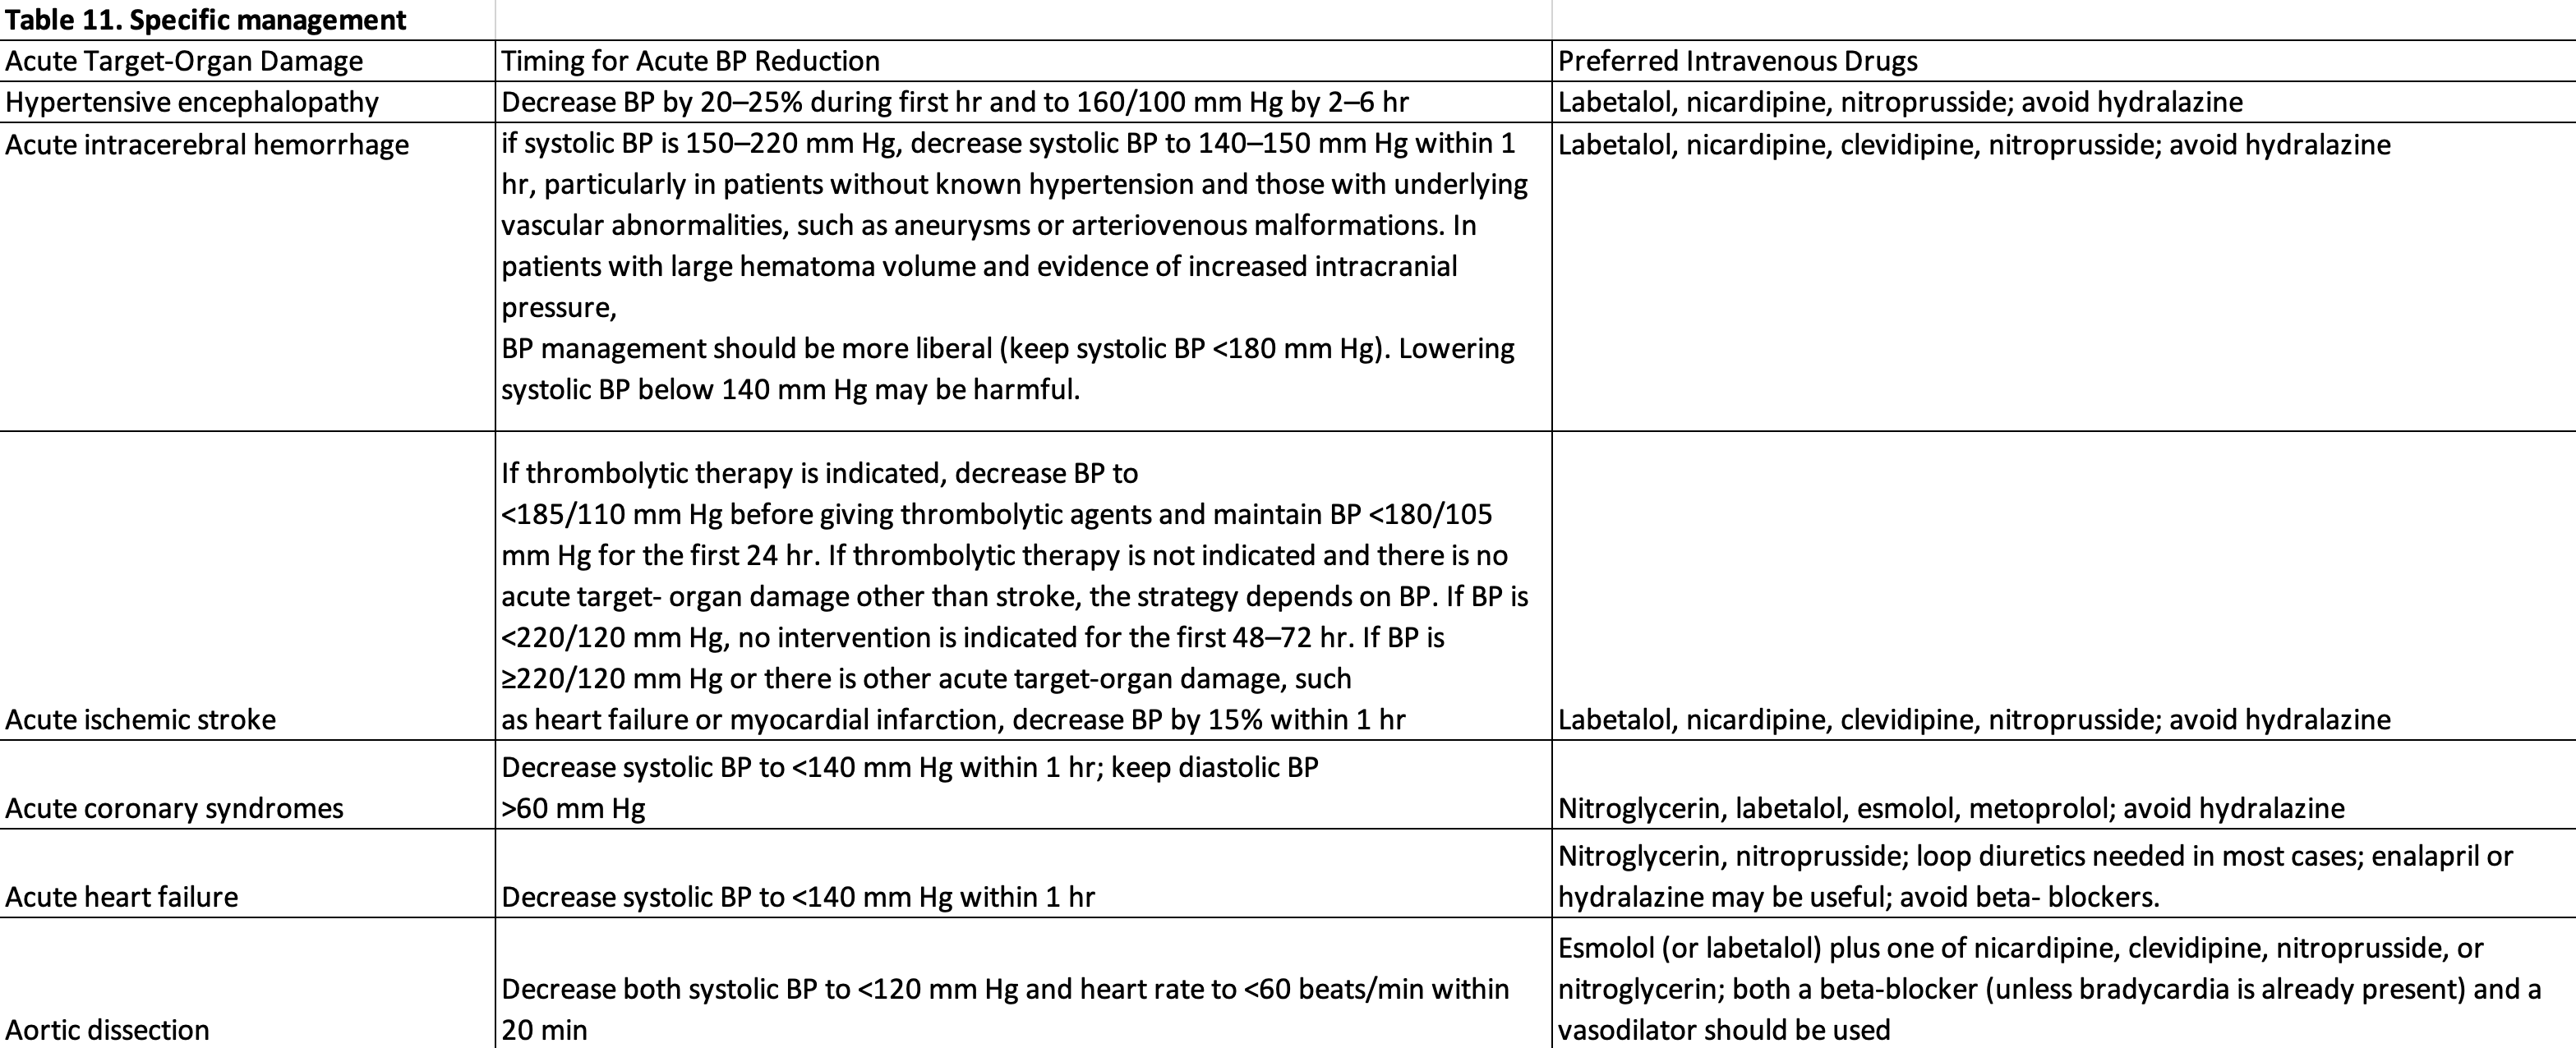 Table 11. Specific management
Acute Target-Organ Damage
Timing for Acute BP Reduction
Preferred Intravenous Drugs
Hypertensive encephalopathy
Decrease BP by 20–25% during first hr and to 160/100 mm Hg by 2–6 hr
Labetalol, nicardipine, nitroprusside; avoid hydralazine
Acute intracerebral hemorrhage
if systolic BP is 150–220 mm Hg, decrease systolic BP to 140–150 mm Hg within 1
hr, particularly in patients without known hypertension and those with underlying
vascular abnormalities, such as aneurysms or arteriovenous malformations. In
patients with large hematoma volume and evidence of increased intracranial
pressure,
BP management should be more liberal (keep systolic BP <180 mm Hg). Lowering
systolic BP below 140 mm Hg may be harmful.
Labetalol, nicardipine, clevidipine, nitroprusside; avoid hydralazine
Acute ischemic stroke
If thrombolytic therapy is indicated, decrease BP to
<185/110 mm Hg before giving thrombolytic agents and maintain BP <180/105
mm Hg for the first 24 hr. If thrombolytic therapy is not indicated and there is no
acute target- organ damage other than stroke, the strategy depends on BP. If BP is
<220/120 mm Hg, no intervention is indicated for the first 48–72 hr. If BP is
≥220/120 mm Hg or there is other acute target-organ damage, such
as heart failure or myocardial infarction, decrease BP by 15% within 1 hr
Labetalol, nicardipine, clevidipine, nitroprusside; avoid hydralazine
Acute coronary syndromes
Decrease systolic BP to <140 mm Hg within 1 hr; keep diastolic BP
>60 mm Hg
Nitroglycerin, labetalol, esmolol, metoprolol; avoid hydralazine
Acute heart failure
Decrease systolic BP to <140 mm Hg within 1 hr
Nitroglycerin, nitroprusside; loop diuretics needed in most cases; enalapril or
hydralazine may be useful; avoid beta- blockers.
Aortic dissection
Decrease both systolic BP to <120 mm Hg and heart rate to <60 beats/min within
20 min
Esmolol (or labetalol) plus one of nicardipine, clevidipine, nitroprusside, or
nitroglycerin; both a beta-blocker (unless bradycardia is already present) and a
vasodilator should be used